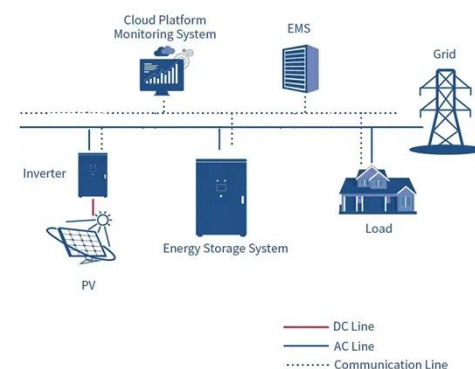 Cloud Platform
Monitoring System
EMS
Grid
Inverter
Energy Storage System
Load
PV
DC Line
AC Line
Communication Line